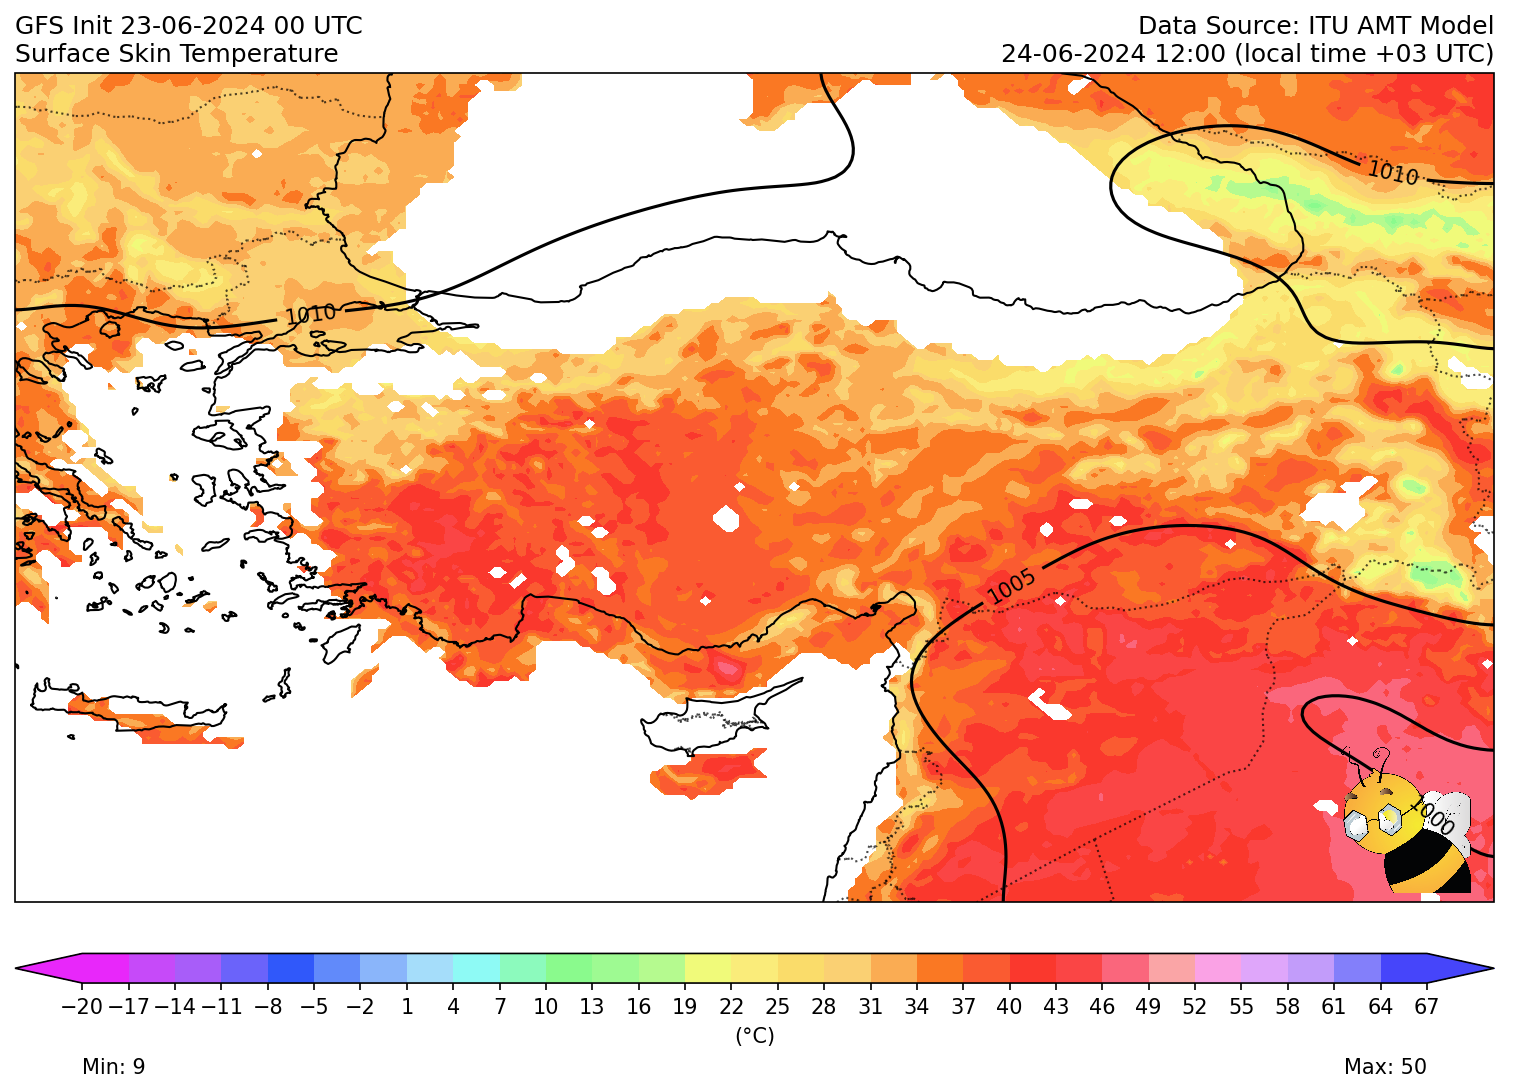 GFS Init 23-06-2024 00 UTC
Surface Skin Temperature
Data Source: ITU AMT Model
24-06-2024 12:00 (local time +03 UTC)
1010
1010
1005
1000
−20 −17 −14 −11 −8 −5 −2 1 4 7 10 13 16 19 22 25 28 31 34 37 40 43 46 49 52 55 58 61 64 67
(°C)
Min: 9
Max: 50